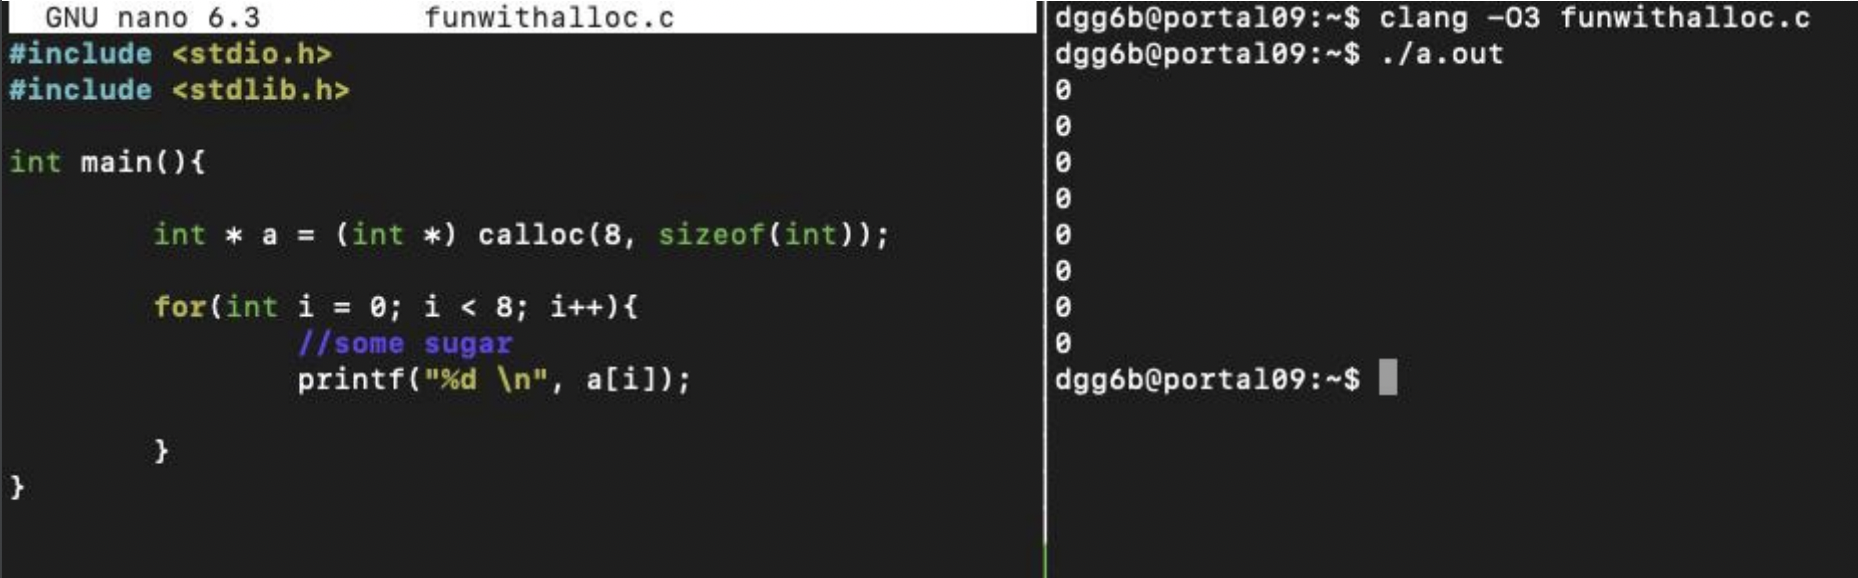 GNU nano 6.3 funwithalloc.c
#include <stdio.h>
#include <stdlib.h>
int main(){
int * a = (int *) calloc(8, sizeof(int));
for(int i = 0; i < 8; i++){
//some sugar
printf("%d \n", a[i]);
}
}
dgg6b@portal09:~$ clang -O3 funwithalloc.c
dgg6b@portal09:~$ ./a.out
0
0
0
0
0
0
0
0
dgg6b@portal09:~$